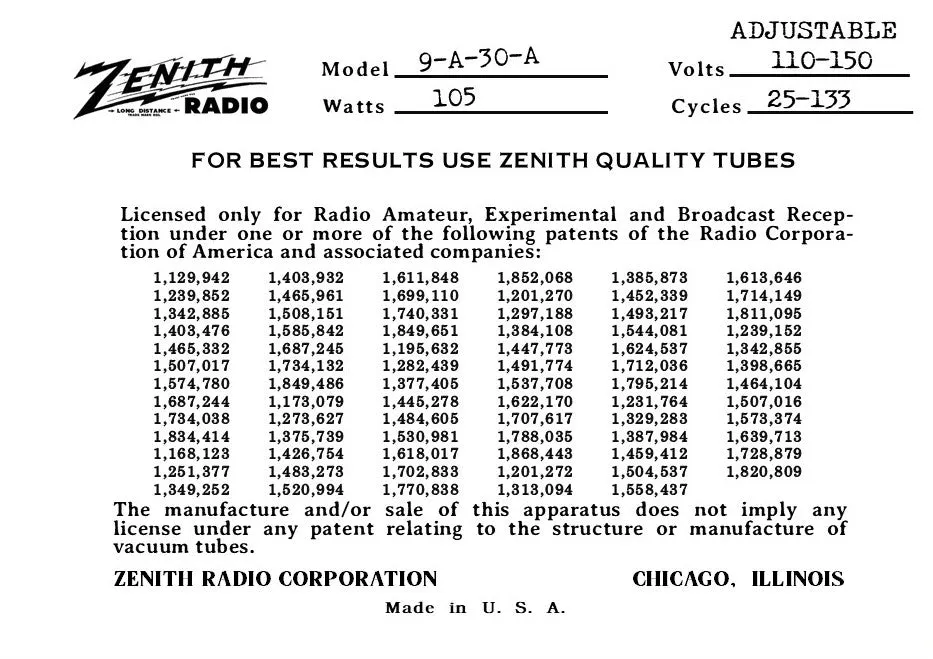 ADJUSTABLE
ZENITH RADIO
LONG DISTANCE
TRADE MARK REG.
Model 9-A-30-A Volts 110-150
Watts 105 Cycles 25-133
FOR BEST RESULTS USE ZENITH QUALITY TUBES
Licensed only for Radio Amateur, Experimental and Broadcast Recep-
tion under one or more of the following patents of the Radio Corpora-
tion of America and associated companies:
1,129,942 1,403,932 1,611,848 1,852,068 1,385,873 1,613,646
1,239,852 1,465,961 1,699,110 1,201,270 1,452,339 1,714,149
1,342,885 1,508,151 1,740,331 1,297,188 1,493,217 1,811,095
1,403,476 1,585,842 1,849,651 1,384,108 1,544,081 1,239,152
1,465,332 1,687,245 1,195,632 1,447,773 1,624,537 1,342,855
1,507,017 1,734,132 1,282,439 1,491,774 1,712,036 1,398,665
1,574,780 1,849,486 1,377,405 1,537,708 1,795,214 1,464,104
1,687,244 1,173,079 1,445,278 1,622,170 1,231,764 1,507,016
1,734,038 1,273,627 1,484,605 1,707,617 1,329,283 1,573,374
1,834,414 1,375,739 1,530,981 1,788,035 1,387,984 1,639,713
1,168,123 1,426,754 1,618,017 1,868,443 1,459,412 1,728,879
1,251,377 1,483,273 1,702,833 1,201,272 1,504,537 1,820,809
1,349,252 1,520,994 1,770,838 1,313,094 1,558,437
The manufacture and/or sale of this apparatus does not imply any
license under any patent relating to the structure or manufacture of
vacuum tubes.
ZENITH RADIO CORPORATION CHICAGO, ILLINOIS
Made in U. S. A.